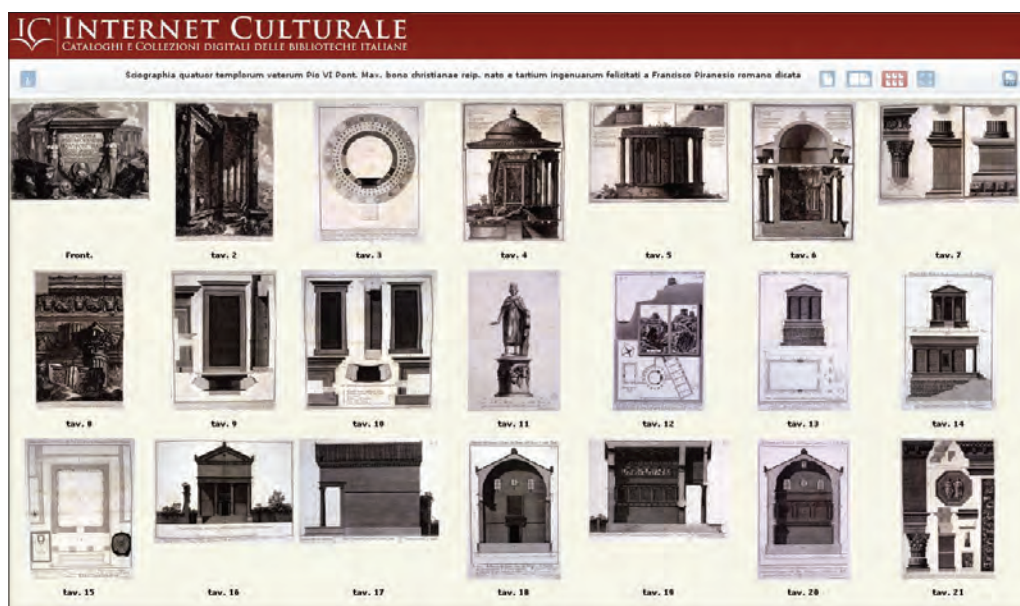 IC INTERNET CULTURALE
CATALOGHI E COLLEZIONI DIGITALI DELLE BIBLIOTECHE ITALIANE
Sciographia quatuor templorum veterum Pio VI Pont. Max. bono christianae reip. nato e tartium ingenuarum felicitati a Francisco Piranesio romano dicata
front.
tav. 2
tav. 3
tav. 4
tav. 5
tav. 6
tav. 7
tav. 8
tav. 9
tav. 10
tav. 11
tav. 12
tav. 13
tav. 14
tav. 15
tav. 16
tav. 17
tav. 18
tav. 19
tav. 20
tav. 21